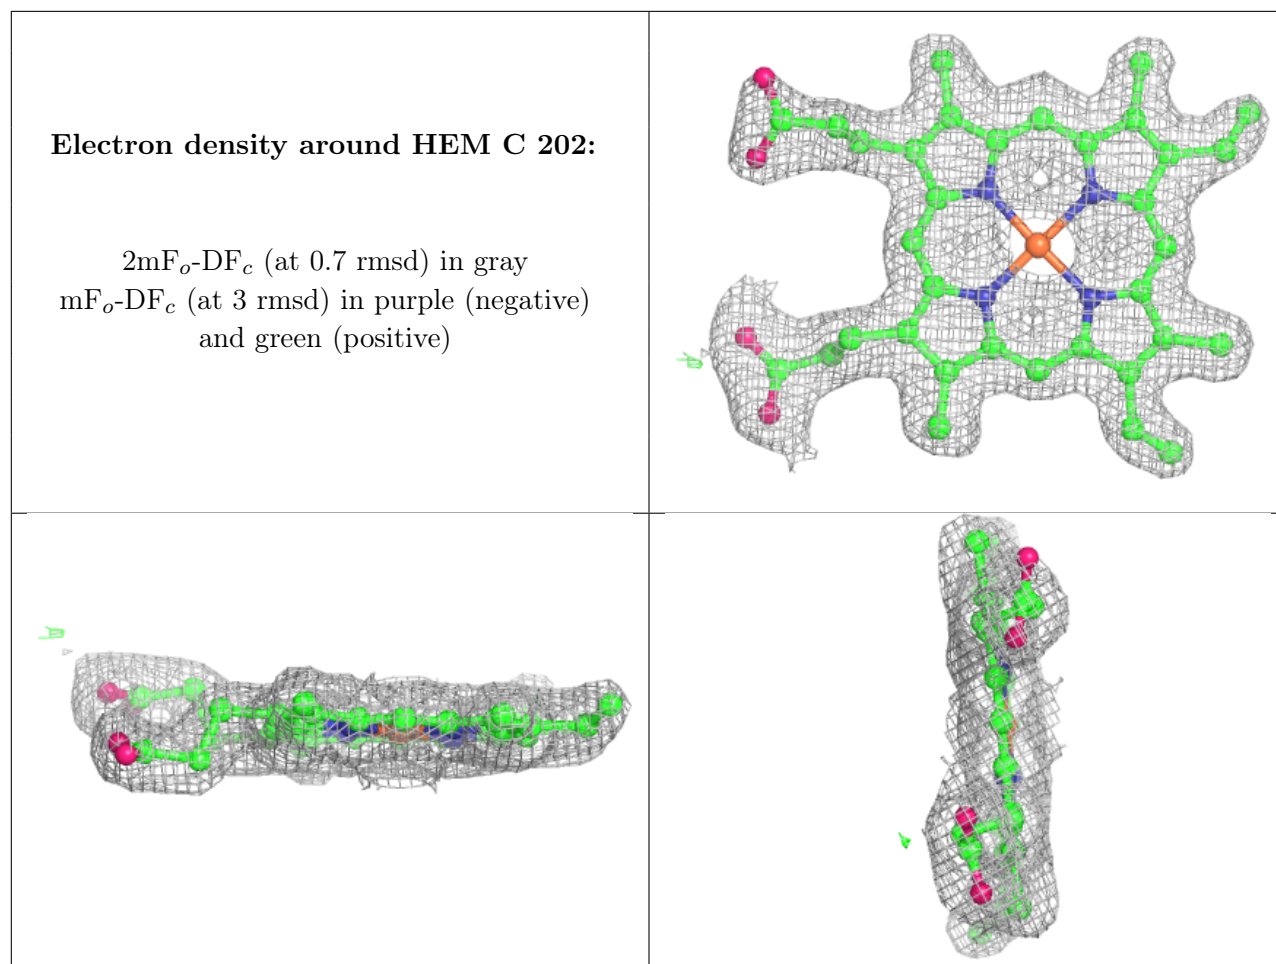 Electron density around HEM C 202:
2mFo-DFc (at 0.7 rmsd) in gray
mFo-DFc (at 3 rmsd) in purple (negative)
and green (positive)